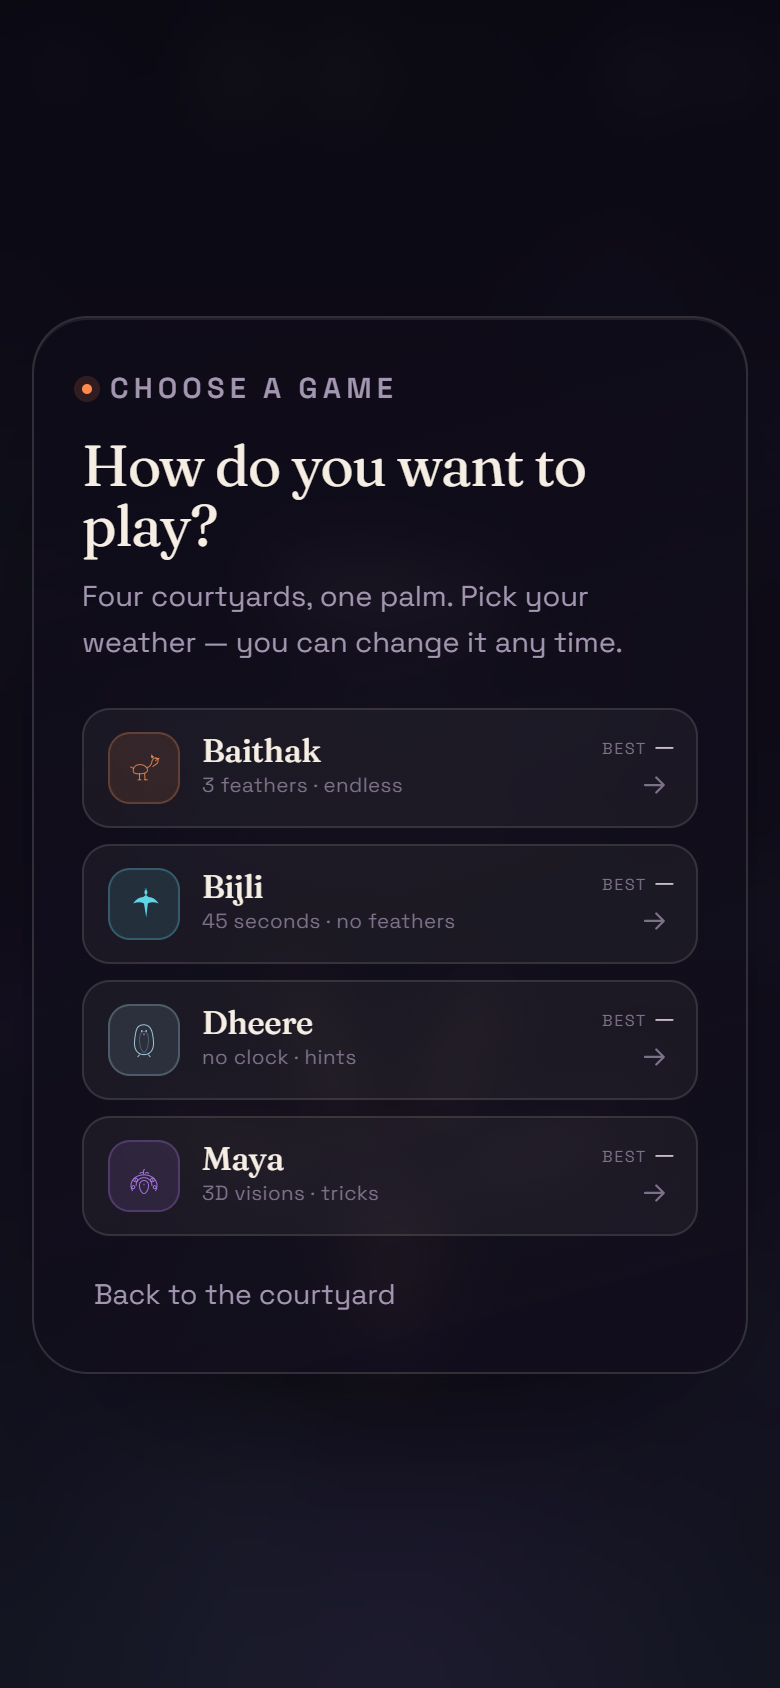 CHOOSE A GAME
How do you want to
play?
Four courtyards, one palm. Pick your
weather — you can change it any time.
Baithak
3 feathers · endless
BEST —
→
Bijli
45 seconds · no feathers
BEST —
→
Dheere
no clock · hints
BEST —
→
Maya
3D visions · tricks
BEST —
→
Back to the courtyard